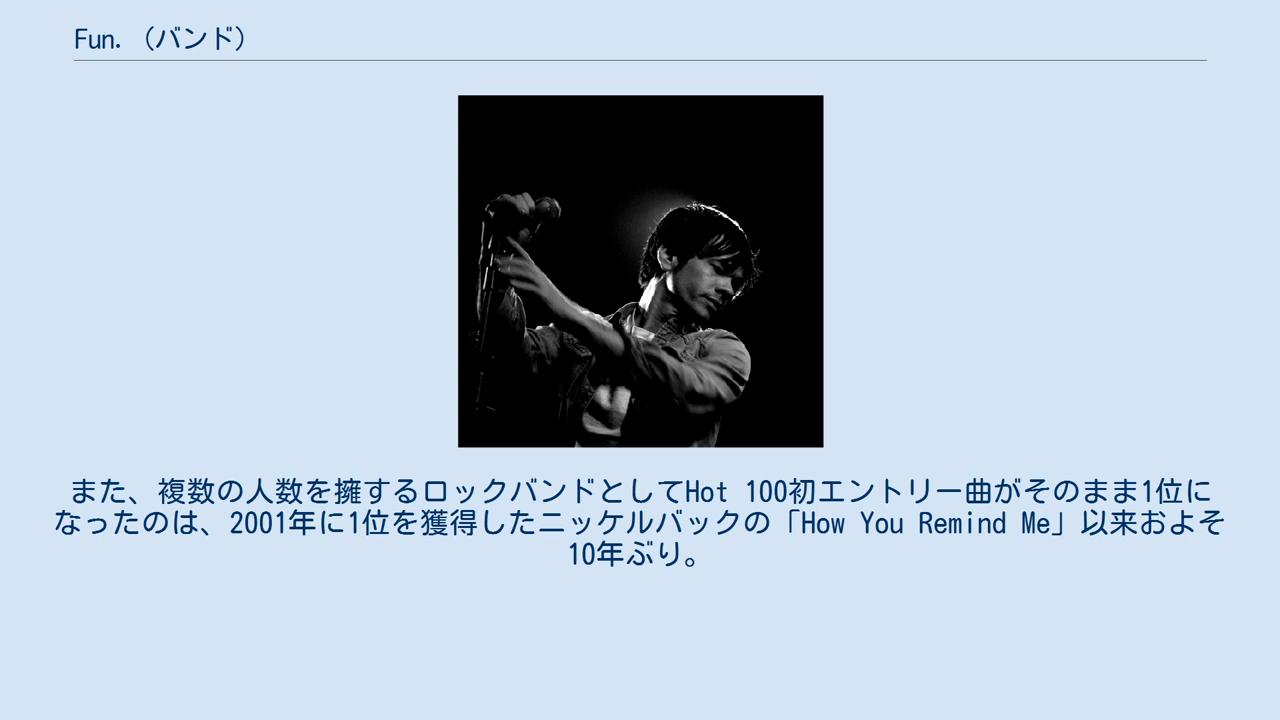 Fun.（バンド）
また、複数の人数を擁するロックバンドとしてHot 100初エントリー曲がそのまま1位に
なったのは、2001年に1位を獲得したニッケルバックの「How You Remind Me」以来およそ
10年ぶり。